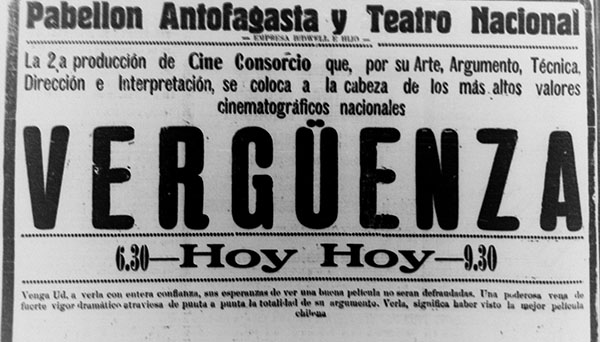 Pabellon Antofagasta y Teatro Nacional
EMPRESA BIDWELL E HIJO
La 2.a producción de Cine Consorcio que, por su Arte, Argumento, Técnica,
Dirección e Interpretación, se coloca a la cabeza de los más altos valores
cinematográficos nacionales
VERGÜENZA
6.30—Hoy Hoy—9.30
Venga Ud. a verla con entera confianza, sus esperanzas de ver una buena película no seran defraudadas. Una poderosa vena de
fuerte vigor dramático atraviesa de punta a punta la totalidad de su argumento. Verla, significa haber visto la mejor película
chilena